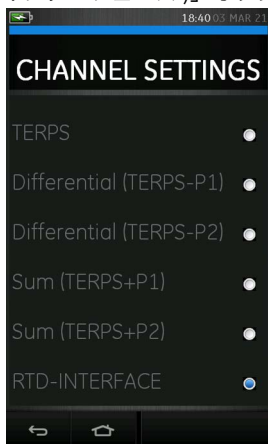 18:40 03 MAR 21
CHANNEL SETTINGS
TERPS
Differential (TERPS-P1)
Differential (TERPS-P2)
Sum (TERPS+P1)
Sum (TERPS+P2)
RTD-INTERFACE